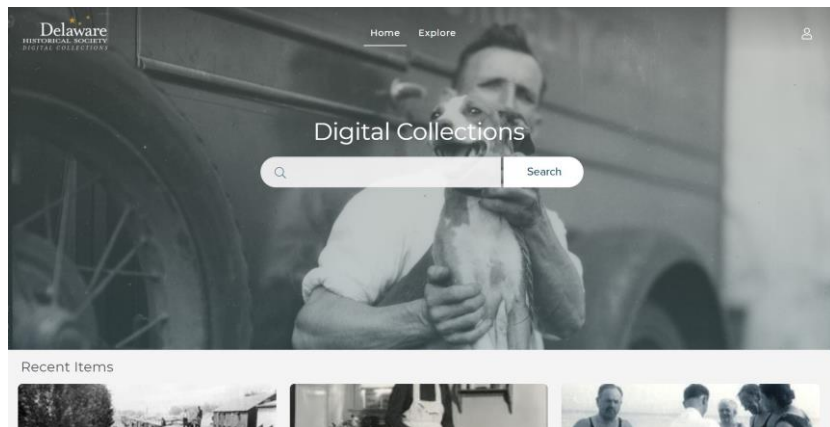 Delaware
HISTORICAL SOCIETY
DIGITAL COLLECTIONS
Home Explore
Digital Collections
Search
Recent Items